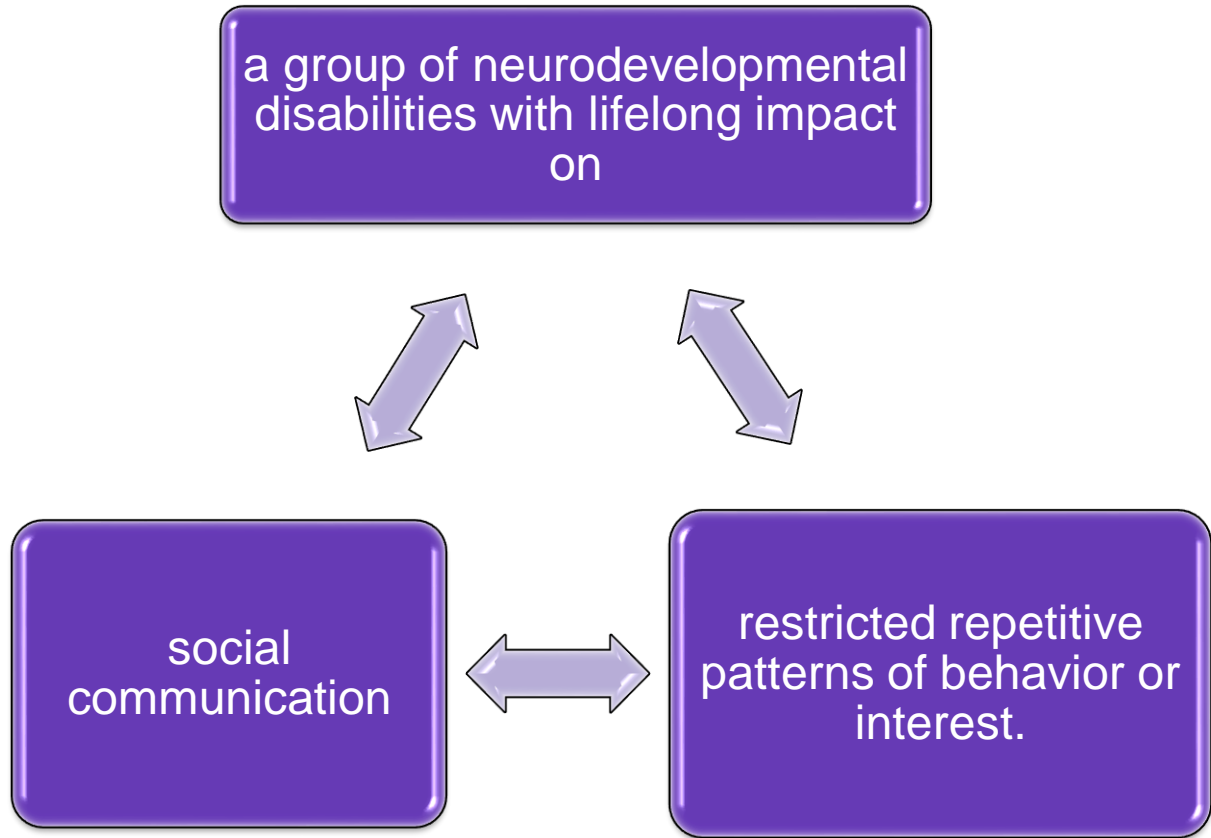 a group of neurodevelopmental
disabilities with lifelong impact
on
social
communication
restricted repetitive
patterns of behavior or
interest.